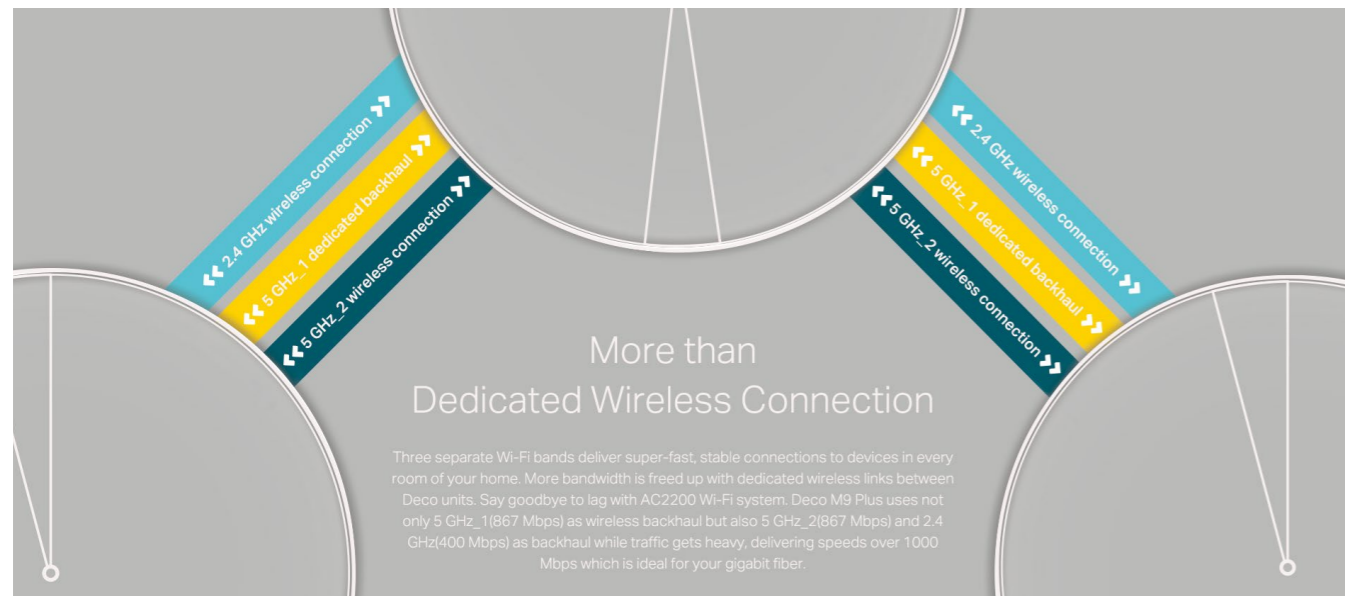 2.4 GHz wireless connection
5 GHz_1 dedicated backhaul
5 GHz_2 wireless connection
2.4 GHz wireless connection
5 GHz_1 dedicated backhaul
5 GHz_2 wireless connection
More than
Dedicated Wireless Connection
Three separate Wi-Fi bands deliver super-fast, stable connections to devices in every
room of your home. More bandwidth is freed up with dedicated wireless links between
Deco units. Say goodbye to lag with AC2200 Wi-Fi system. Deco M9 Plus uses not
only 5 GHz_1(867 Mbps) as wireless backhaul but also 5 GHz_2(867 Mbps) and 2.4
GHz(400 Mbps) as backhaul while traffic gets heavy, delivering speeds over 1000
Mbps which is ideal for your gigabit fiber.